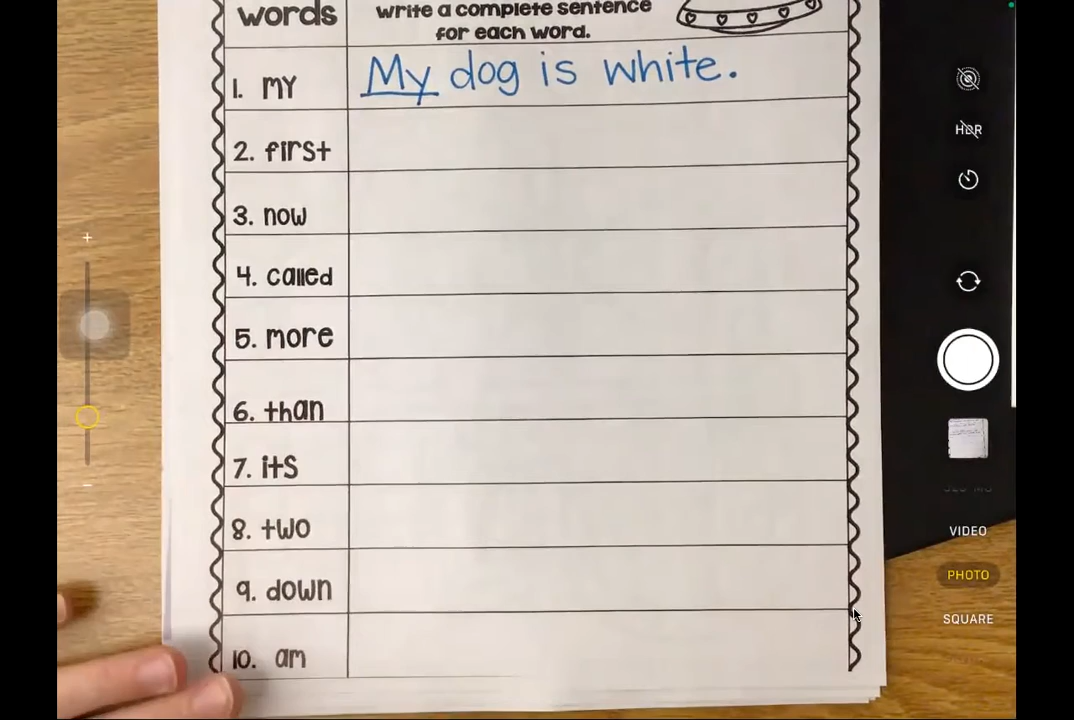 words
write a complete sentence
for each word.
1. my My dog is white.
2. first
3. now
4. called
5. more
6. than
7. its
8. two
9. down
10. am
HDR
VIDEO
PHOTO
SQUARE